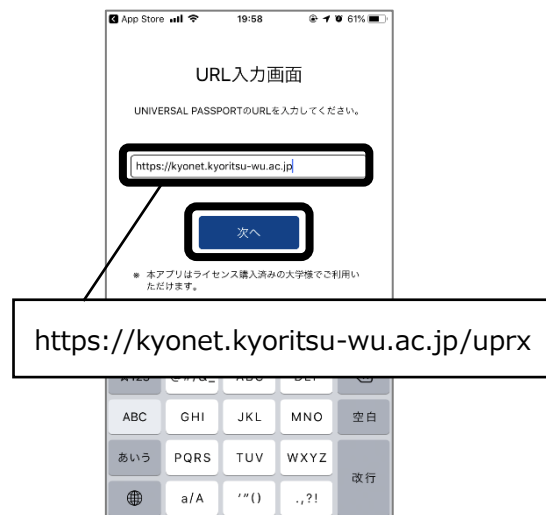 App Store 19:58 61%
URL入力画面
UNIVERSAL PASSPORTのURLを入力してください。
https://kyonet.kyoritsu-wu.ac.jp
次へ
※ 本アプリはライセンス購入済みの大学様でご利用い
ただけます。
https://kyonet.kyoritsu-wu.ac.jp/uprx
ABC GHI JKL MNO 空白
あいう PQRS TUV WXYZ
改行
a/A '"() .,?!